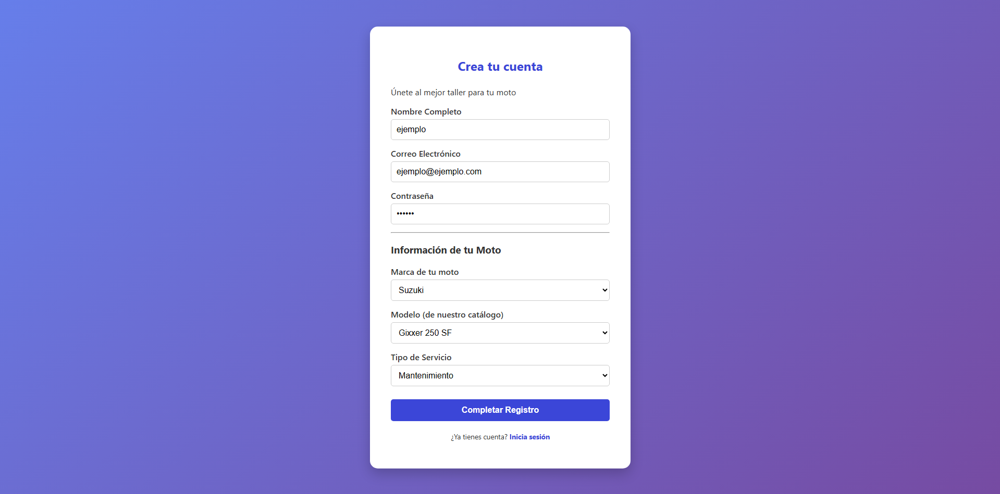 Crea tu cuenta
Únete al mejor taller para tu moto
Nombre Completo
ejemplo
Correo Electrónico
ejemplo@ejemplo.com
Contraseña
••••••
Información de tu Moto
Marca de tu moto
Suzuki
Modelo (de nuestro catálogo)
Gixxer 250 SF
Tipo de Servicio
Mantenimiento
Completar Registro
¿Ya tienes cuenta? Inicia sesión